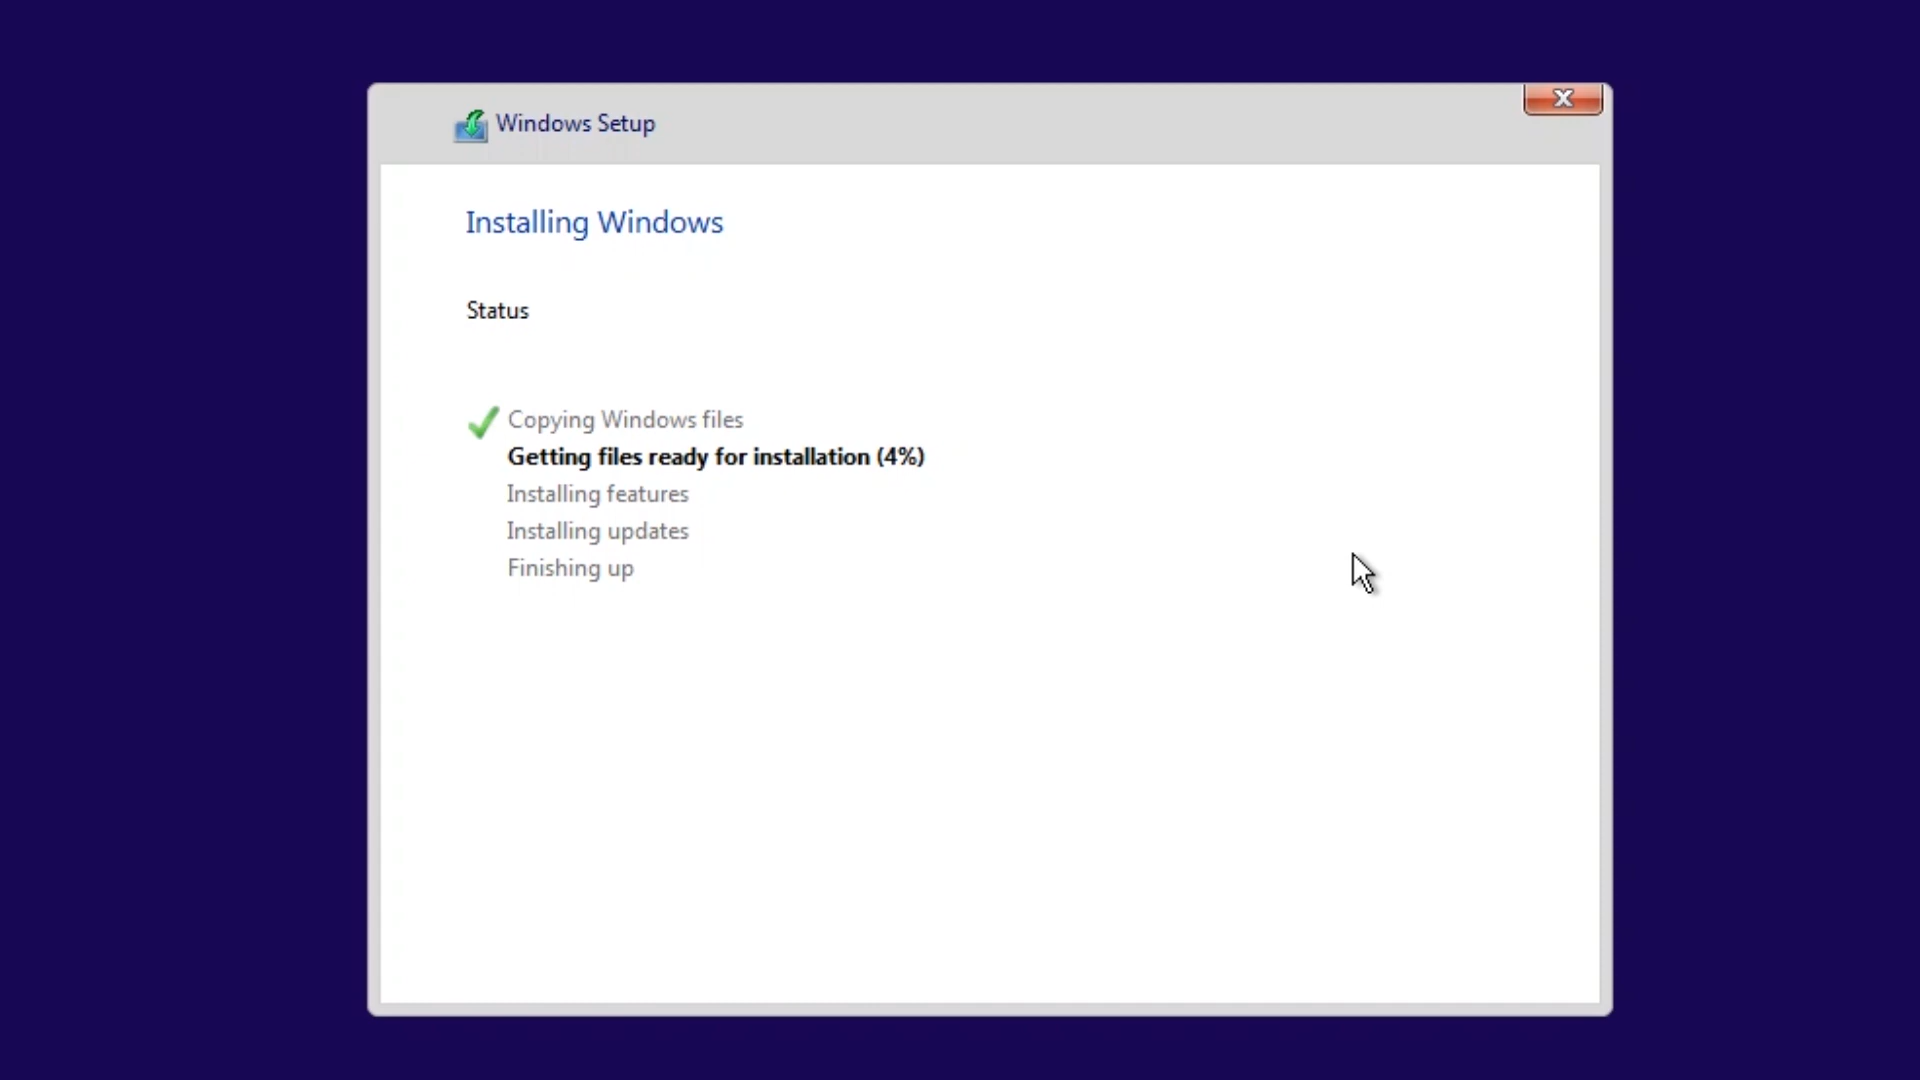 Windows Setup
Installing Windows
Status
Copying Windows files
Getting files ready for installation (4%)
Installing features
Installing updates
Finishing up